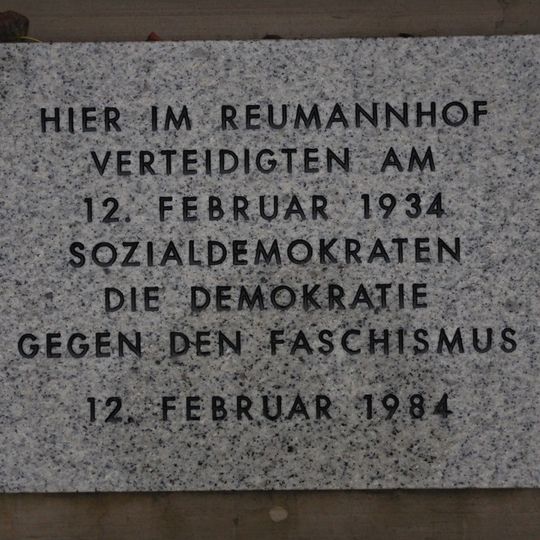 HIER IM REUMANNHOF
VERTEIDIGTEN AM
12. FEBRUAR 1934
SOZIALDEMOKRATEN
DIE DEMOKRATIE
GEGEN DEN FASCHISMUS
12. FEBRUAR 1984